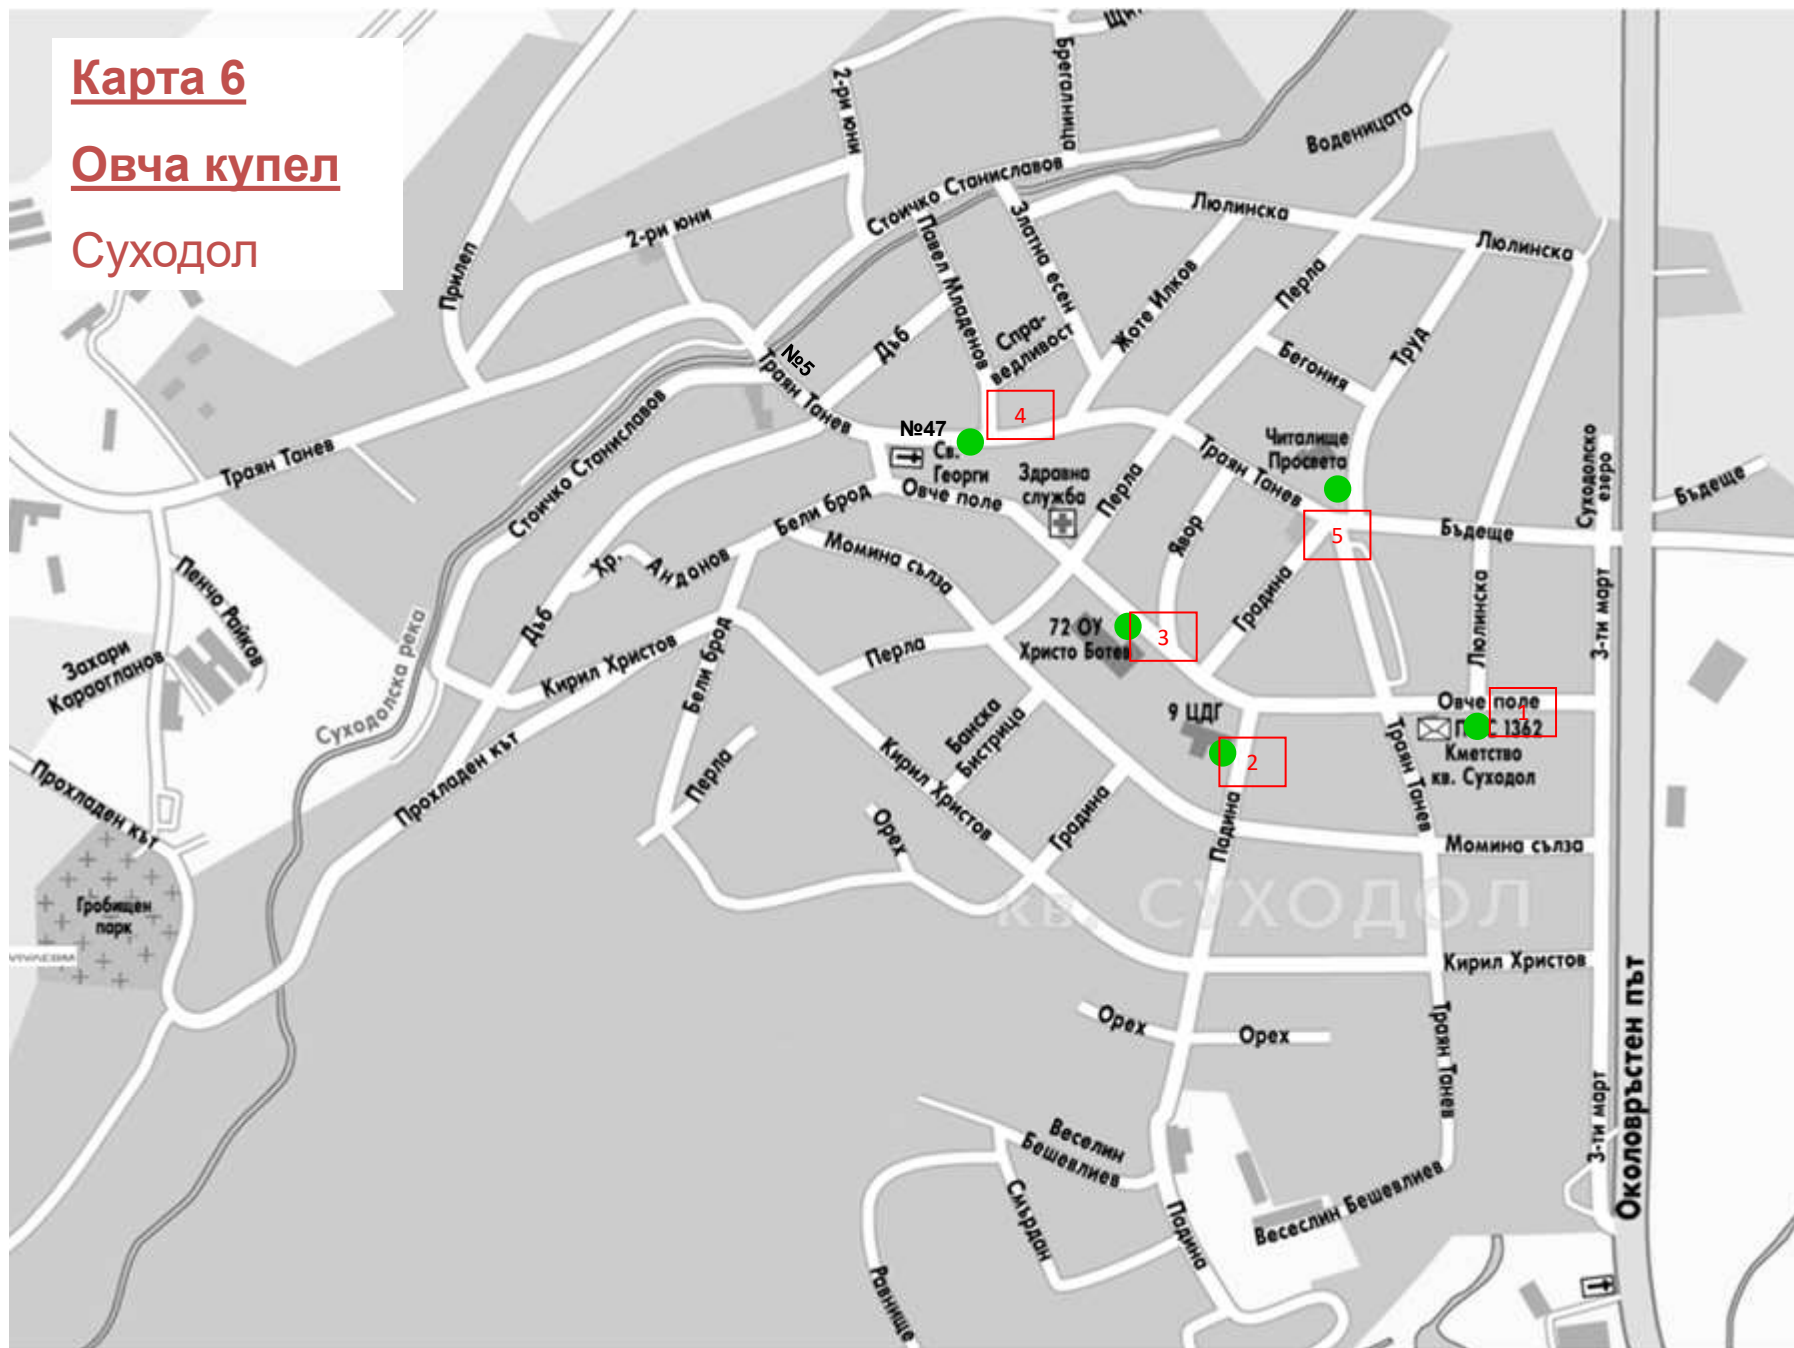 Карта 6
Овча купел
Суходол
2-ри юни
Брегалница
Воденицата
Стоичко Станиславов
Павел Младенов
Златна есен
Люлинска
Люлинска
2-ри юни
Прилеп
Перла
Жоте Илков
Спра-
ведливост
Дъб
№5
Траян Танев
Бегония
Труд
4
№47
Св.
Георги
Здравна
служба
Читалище
Просвета
Траян Танев
Траян Танев
Стоичко Станиславов
Суходолско
езеро
Бъдеще
Бъдеще
5
Бели брод
Овче поле
Перла
Явор
Момина сълза
Хр.
Андонов
Градина
Пенчо Райков
Захари
Караогланов
Суходолска река
Дъб
Кирил Христов
Бели брод
Перла
72 ОУ
Христо Ботев
3
Люлинска
3-ти март
9 ЦДГ
2
Овче поле
1
1362
Кметство
кв. Суходол
Траян Танев
Банска
Бистрица
Кирил Христов
Перла
Прохладен кът
Прохладен кът
Орех
Градина
Падина
Момина сълза
кв. СУХОДОЛ
Гробищен
парк
VIVACOM
Кирил Христов
Орех
Орех
Траян Танев
Околовръстен път
3-ти март
Веселин
Бешевлиев
Смърдан
Падина
Веселин Бешевлиев
Равнище